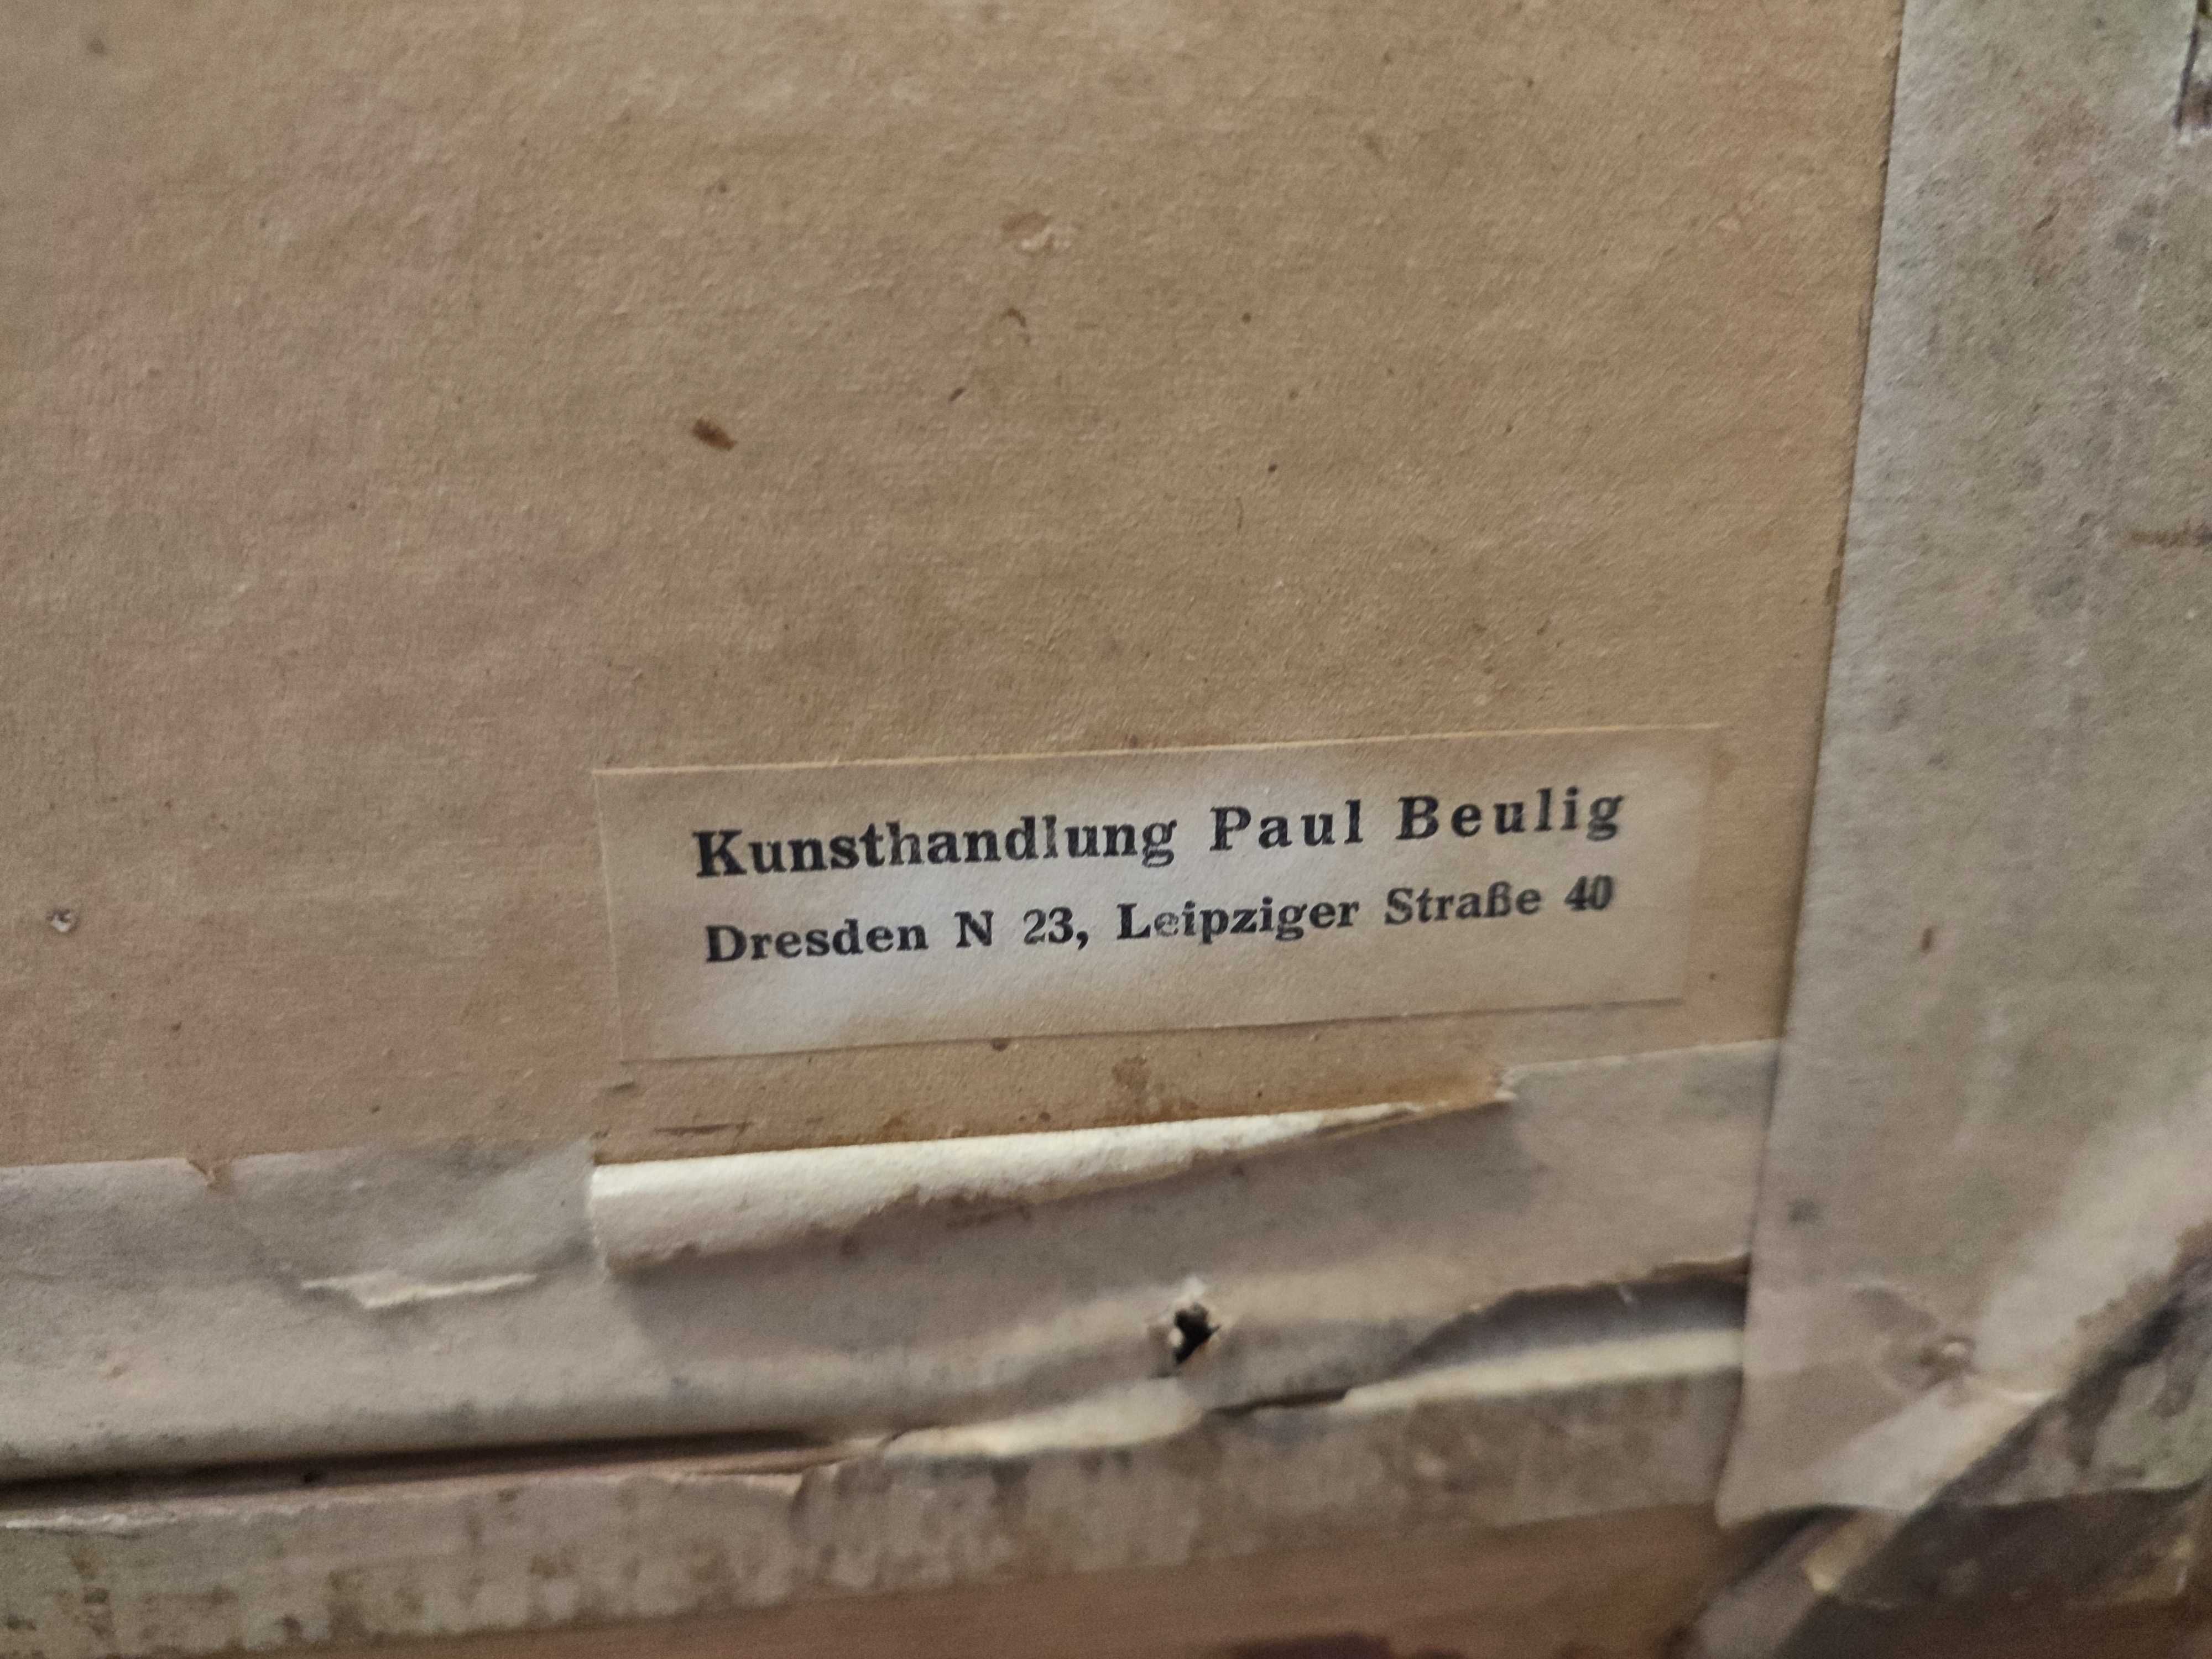 Kunsthandlung Paul Beulig
Dresden N 23, Leipziger Straße 40